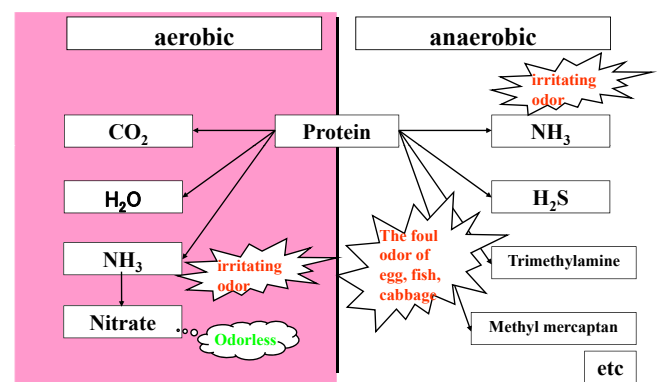 aerobic
anaerobic
irritating
odor
CO₂
Protein
NH₃
H₂O
H₂S
The foul
odor of
egg, fish,
cabbage
NH₃
irritating
odor
Trimethylamine
Nitrate
Odorless
Methyl mercaptan
etc